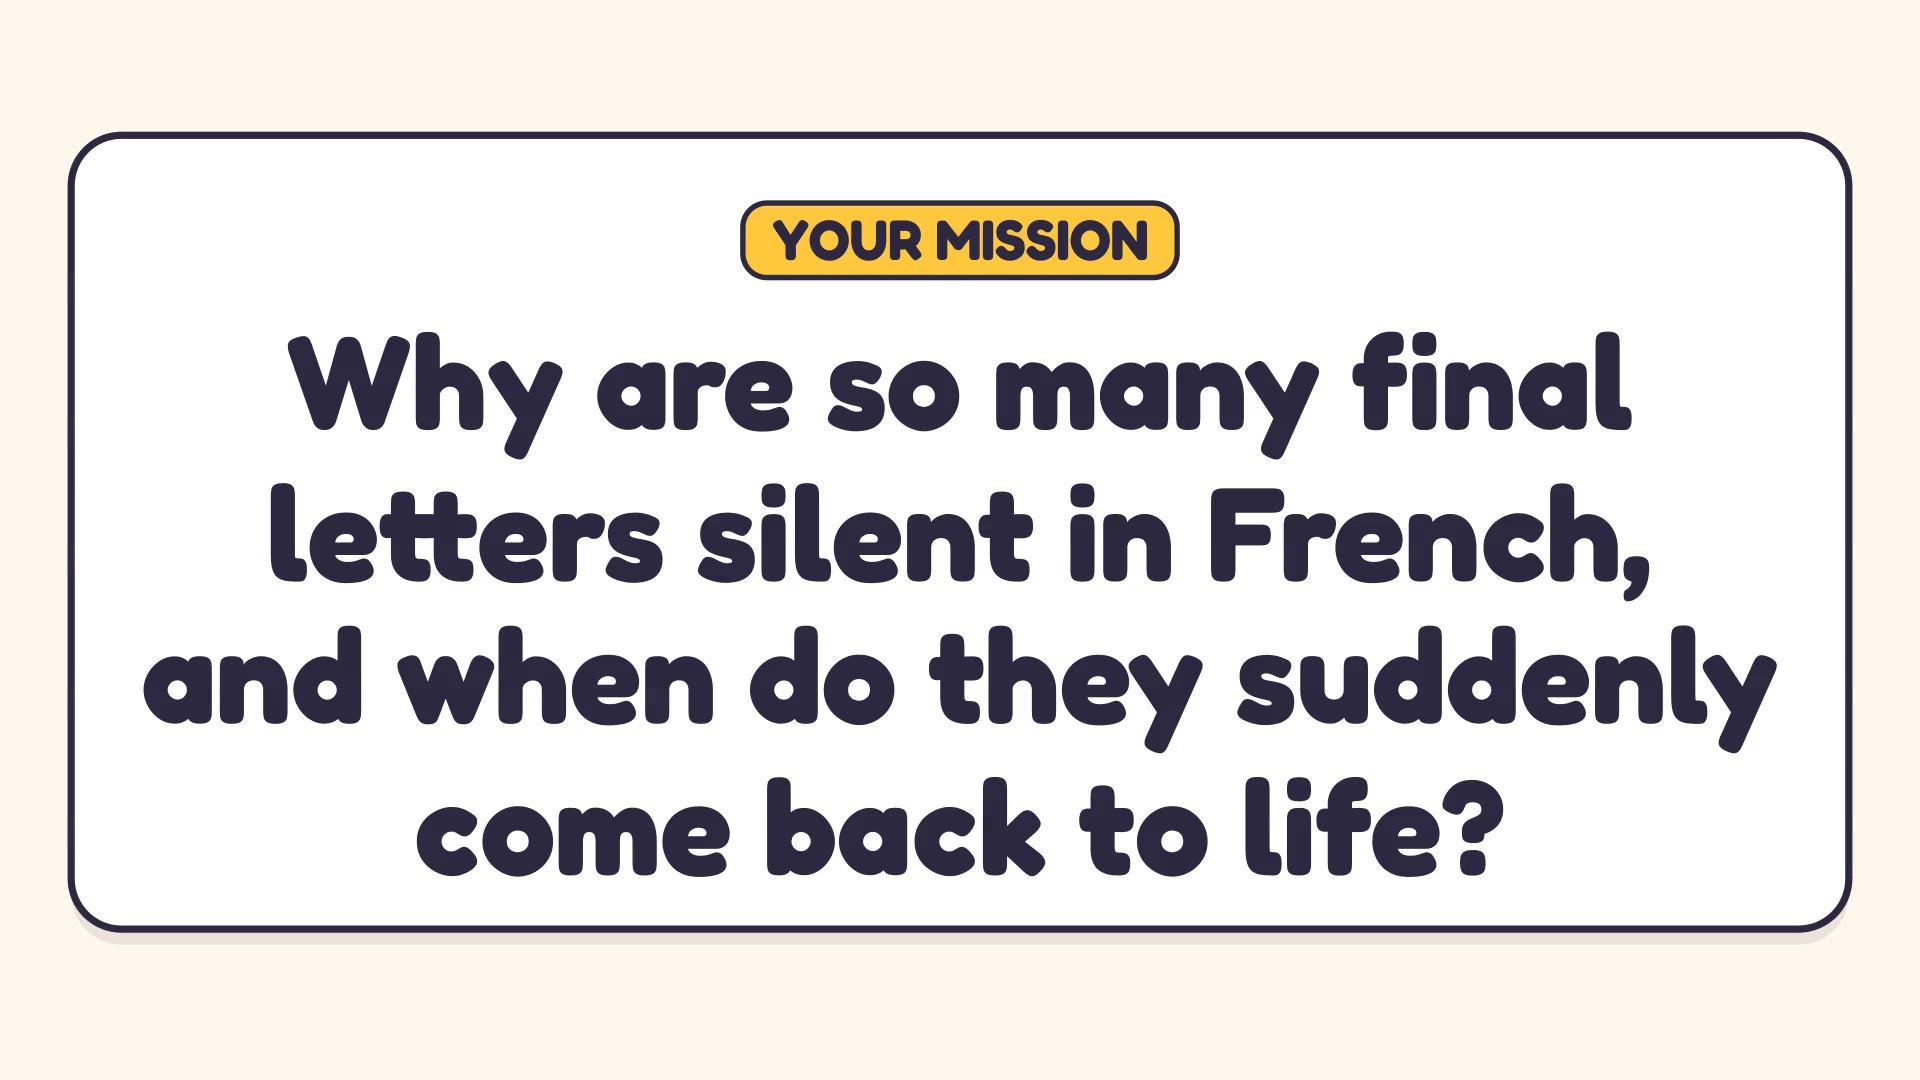 YOUR MISSION
Why are so many final
letters silent in French,
and when do they suddenly
come back to life?